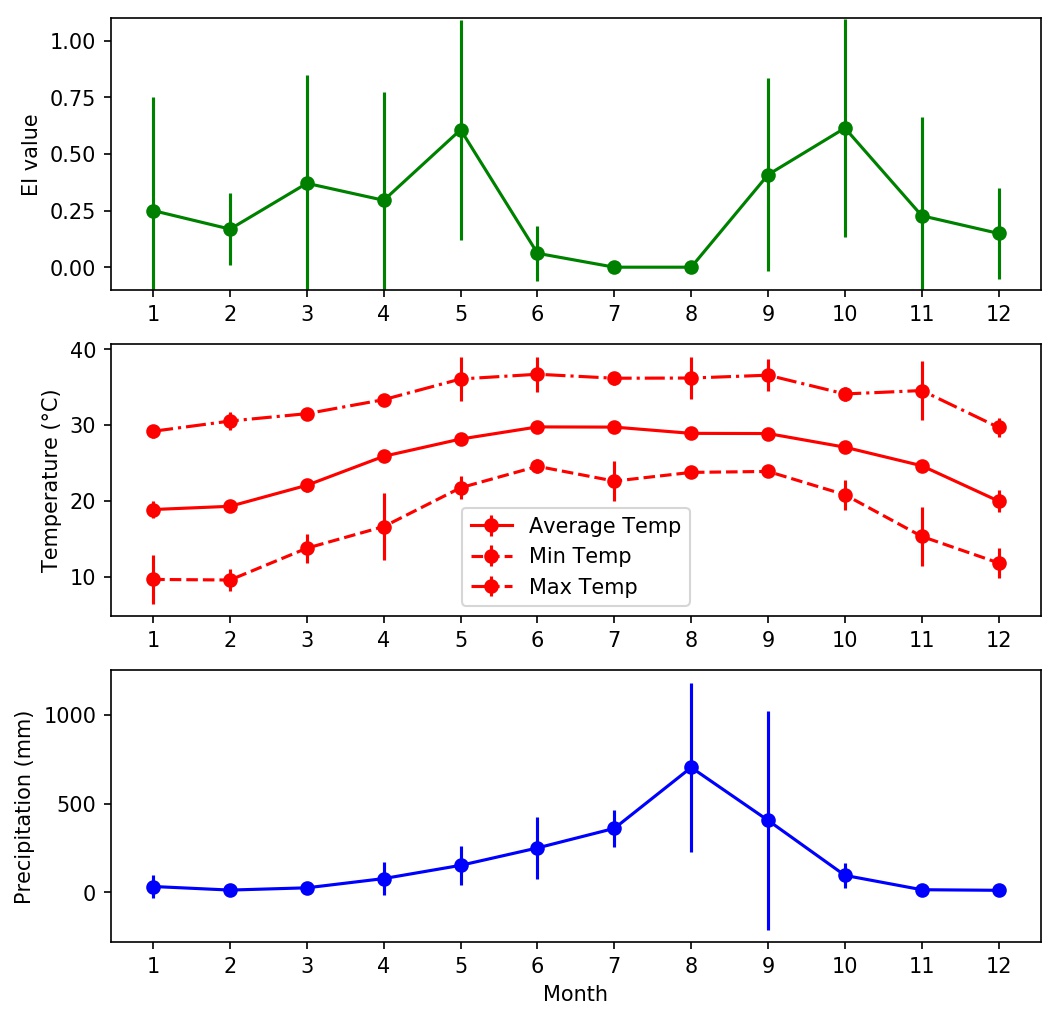 EI value
1.00
0.75
0.50
0.25
0.00
1 2 3 4 5 6 7 8 9 10 11 12
Temperature (°C)
40
30
20
10
Average Temp
Min Temp
Max Temp
1 2 3 4 5 6 7 8 9 10 11 12
Precipitation (mm)
1000
500
0
1 2 3 4 5 6 7 8 9 10 11 12
Month